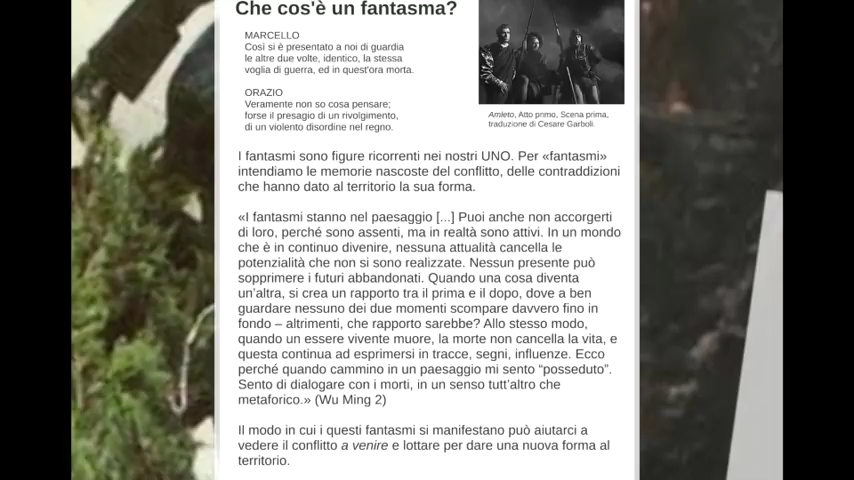 Che cos'è un fantasma?
MARCELLO
Così si è presentato a noi di guardia
le altre due volte, identico, la stessa
voglia di guerra, ed in quest'ora morta.
ORAZIO
Veramente non so cosa pensare;
forse il presagio di un rivolgimento,
di un violento disordine nel regno.
Amleto, Atto primo, Scena prima,
traduzione di Cesare Garboli.
I fantasmi sono figure ricorrenti nei nostri UNO. Per «fantasmi»
intendiamo le memorie nascoste del conflitto, delle contraddizioni
che hanno dato al territorio la sua forma.
«I fantasmi stanno nel paesaggio [...] Puoi anche non accorgerti
di loro, perché sono assenti, ma in realtà sono attivi. In un mondo
che è in continuo divenire, nessuna attualità cancella le
potenzialità che non si sono realizzate. Nessun presente può
sopprimere i futuri abbandonati. Quando una cosa diventa
un'altra, si crea un rapporto tra il prima e il dopo, dove a ben
guardare nessuno dei due momenti scompare davvero fino in
fondo – altrimenti, che rapporto sarebbe? Allo stesso modo,
quando un essere vivente muore, la morte non cancella la vita, e
questa continua ad esprimersi in tracce, segni, influenze. Ecco
perché quando cammino in un paesaggio mi sento “posseduto”.
Sento di dialogare con i morti, in un senso tutt'altro che
metaforico.» (Wu Ming 2)
Il modo in cui i questi fantasmi si manifestano può aiutarci a
vedere il conflitto a venire e lottare per dare una nuova forma al
territorio.